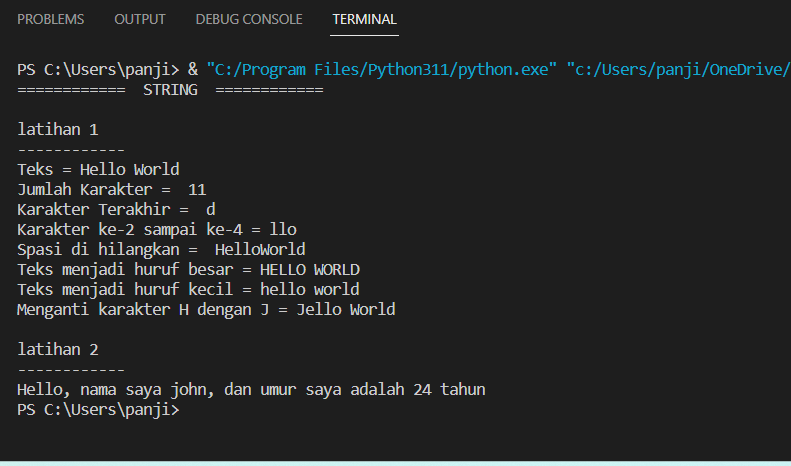 PROBLEMS OUTPUT DEBUG CONSOLE TERMINAL
PS C:\Users\panji> & "C:/Program Files/Python311/python.exe" "c:/Users/panji/OneDrive/
============  STRING  ============
latihan 1
------------
Teks = Hello World
Jumlah Karakter =  11
Karakter Terakhir =  d
Karakter ke-2 sampai ke-4 = llo
Spasi di hilangkan =  HelloWorld
Teks menjadi huruf besar = HELLO WORLD
Teks menjadi huruf kecil = hello world
Menganti karakter H dengan J = Jello World
latihan 2
------------
Hello, nama saya john, dan umur saya adalah 24 tahun
PS C:\Users\panji>